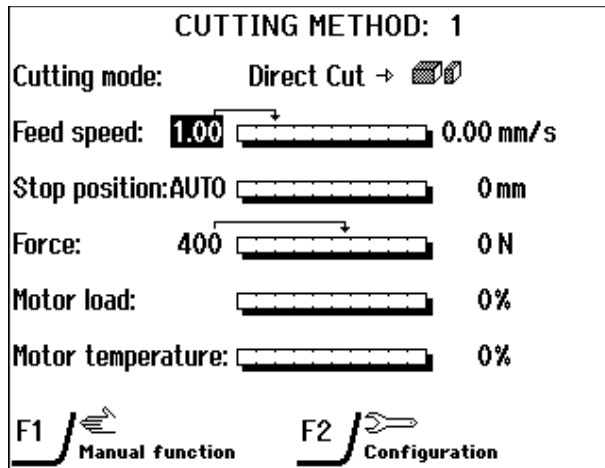 CUTTING METHOD: 1
Cutting mode: Direct Cut
Feed speed: 1.00 0.00 mm/s
Stop position: AUTO 0 mm
Force: 400 0 N
Motor load: 0%
Motor temperature: 0%
F1 Manual function F2 Configuration